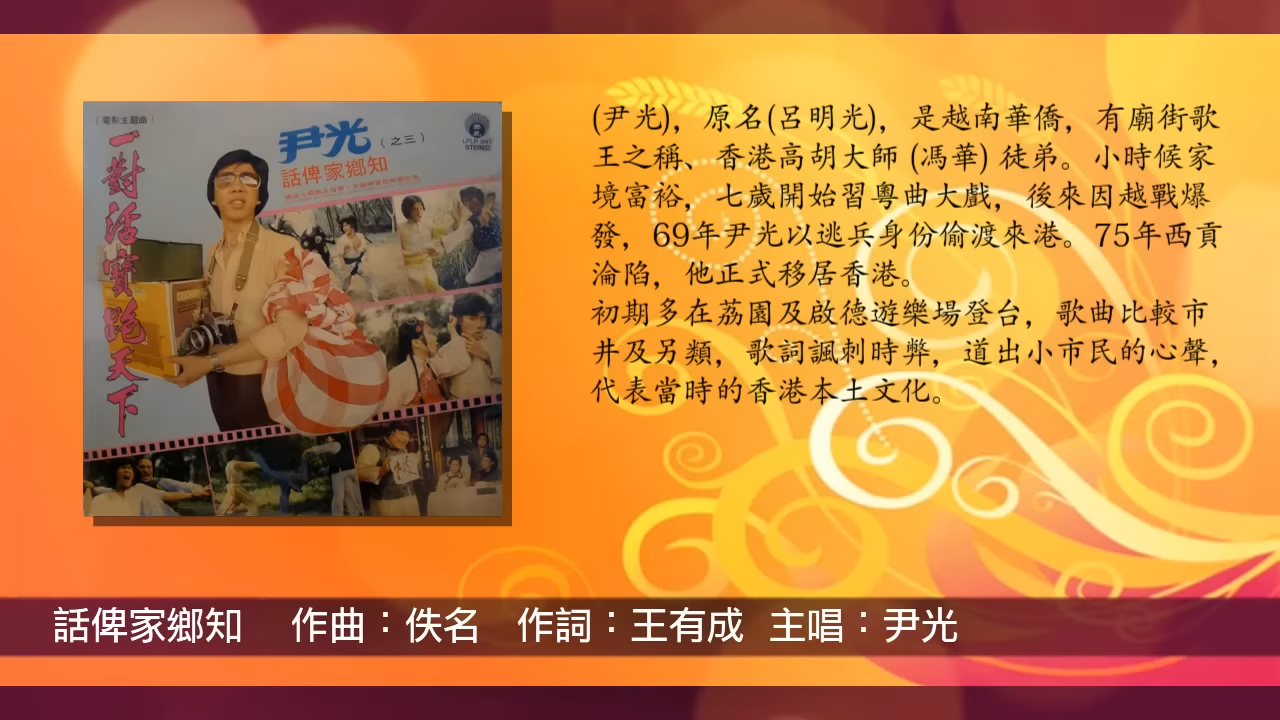 (電影主題曲)
一對活寶跑天下
尹光(之三)
話俾家鄉知
STEREO
(尹光)，原名(呂明光)，是越南華僑，有廟街歌
王之稱、香港高胡大師 (馮華) 徒弟。小時候家
境富裕，七歲開始習粵曲大戲，後來因越戰爆
發，69年尹光以逃兵身份偷渡來港。75年西貢
淪陷，他正式移居香港。
初期多在荔園及啟德遊樂場登台，歌曲比較市
井及另類，歌詞諷刺時弊，道出小市民的心聲，
代表當時的香港本土文化。
話俾家鄉知 作曲：佚名 作詞：王有成 主唱：尹光